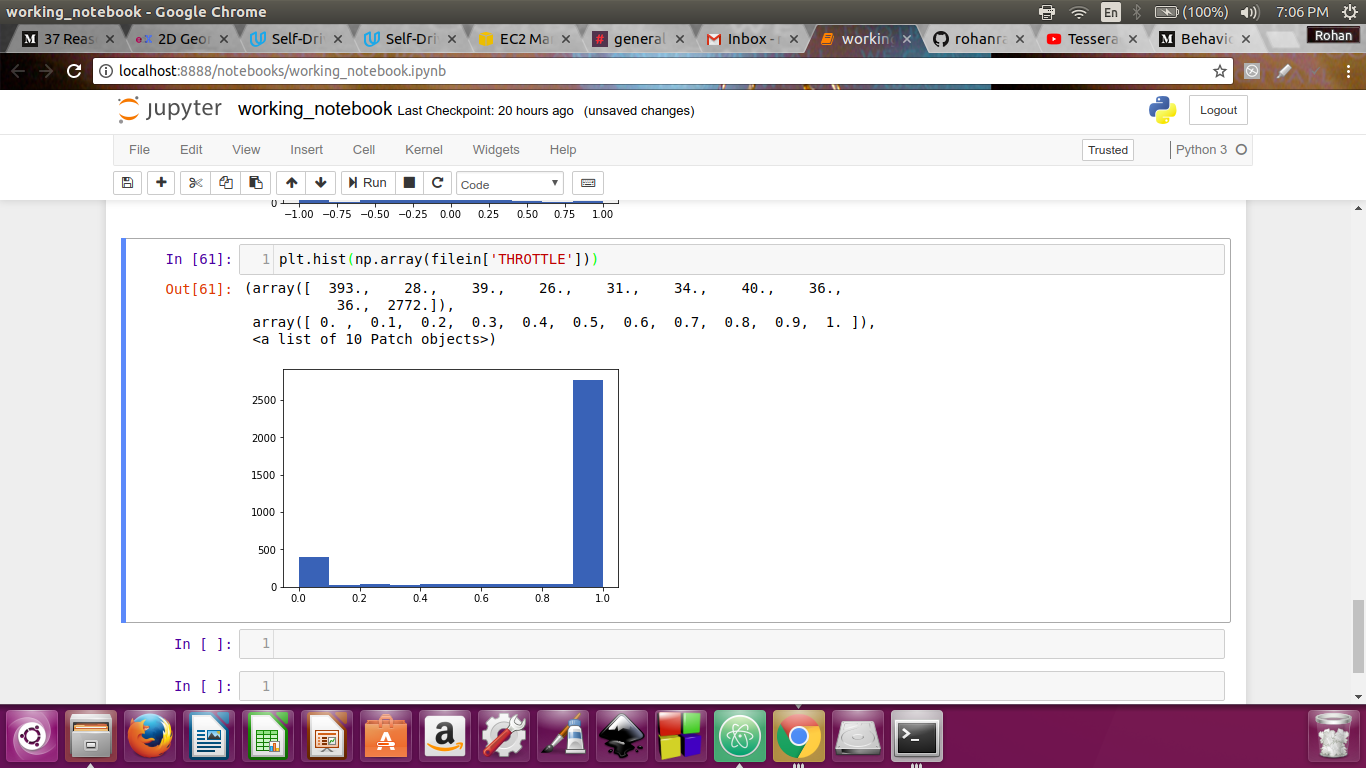 working_notebook - Google Chrome
En
(100%)
7:06 PM
37 Reas
2D Geor
Self-Dri
Self-Dri
EC2 Ma
general
Inbox - r
workin
rohanra
Tessera
Behavio
Rohan
localhost:8888/notebooks/working_notebook.ipynb
jupyter working_notebook Last Checkpoint: 20 hours ago (unsaved changes)
Logout
File Edit View Insert Cell Kernel Widgets Help
Trusted
Python 3
Run
Code
0
−1.00 −0.75 −0.50 −0.25 0.00 0.25 0.50 0.75 1.00
In [61]: 1 plt.hist(np.array(filein['THROTTLE']))
Out[61]: (array([ 393., 28., 39., 26., 31., 34., 40., 36.,
36., 2772.]),
array([ 0. , 0.1, 0.2, 0.3, 0.4, 0.5, 0.6, 0.7, 0.8, 0.9, 1. ]),
<a list of 10 Patch objects>)
2500
2000
1500
1000
500
0
0.0 0.2 0.4 0.6 0.8 1.0
In [ ]: 1
In [ ]: 1